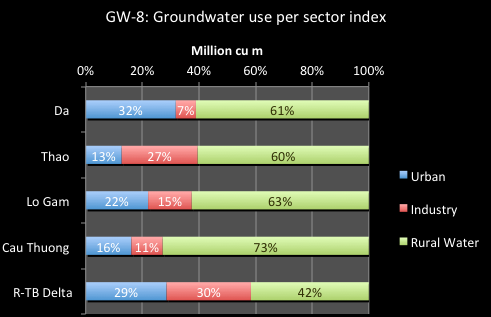 GW-8: Groundwater use per sector index
Million cu m
0% 20% 40% 60% 80% 100%
Da 32% 7% 61%
Thao 13% 27% 60%
Lo Gam 22% 15% 63%
Cau Thuong 16% 11% 73%
R-TB Delta 29% 30% 42%
Urban
Industry
Rural Water